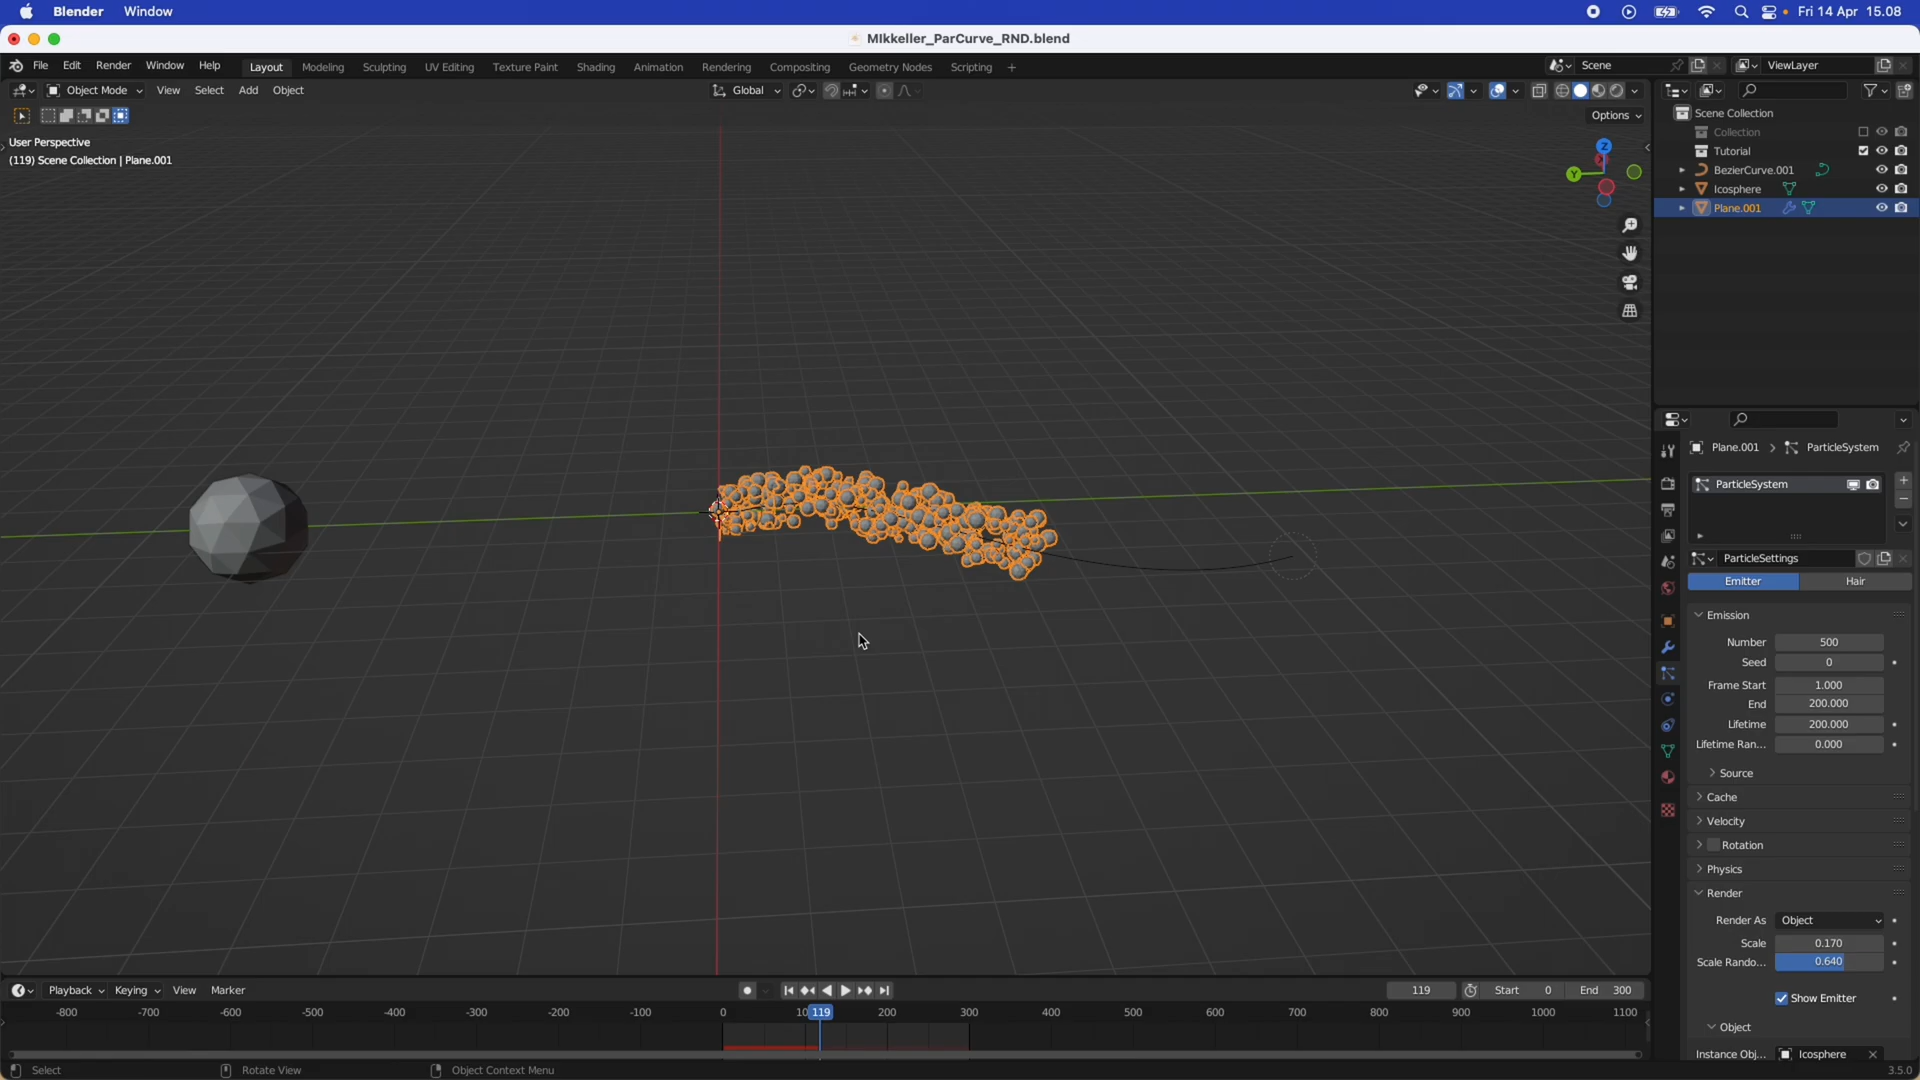 Blender Window Fri 14 Apr 15.08
MIkkeller_ParCurve_RND.blend
File Edit Render Window Help Layout Modeling Sculpting UV Editing Texture Paint Shading Animation Rendering Compositing Geometry Nodes Scripting + Scene ViewLayer
Object Mode View Select Add Object Global
Options
User Perspective
(119) Scene Collection | Plane.001
Z
X
Y
Scene Collection
Collection
Tutorial
BezierCurve.001
Icosphere
Plane.001
Plane.001 > ParticleSystem
ParticleSystem
ParticleSettings
Emitter Hair
Emission
Number 500
Seed 0
Frame Start 1.000
End 200.000
Lifetime 200.000
Lifetime Ran... 0.000
Source
Cache
Velocity
Rotation
Physics
Render
Render As Object
Scale 0.170
Scale Rando... 0.640
Show Emitter
Object
Instance Obj... Icosphere
Playback Keying View Marker 119 Start 0 End 300
-800 -700 -600 -500 -400 -300 -200 -100 0 10 119 200 300 400 500 600 700 800 900 1000 1100
Select Rotate View Object Context Menu 3.5.0